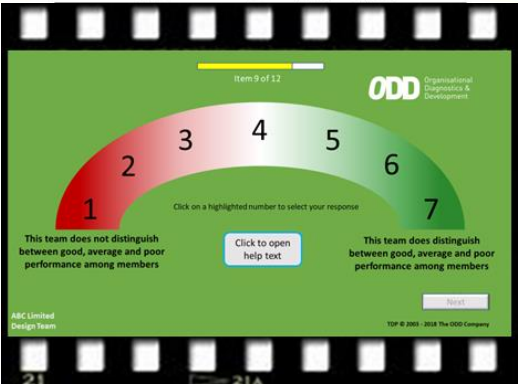 Item 9 of 12
ODD
Organisational
Diagnostics &
Development
4
3
5
2
6
1
7
Click on a highlighted number to select your response
This team does not distinguish
between good, average and poor
performance among members
Click to open
help text
This team does distinguish
between good, average and poor
performance among members
Next
ABC Limited
Design Team
TDP © 2003 - 2018 The ODD Company
21
21A